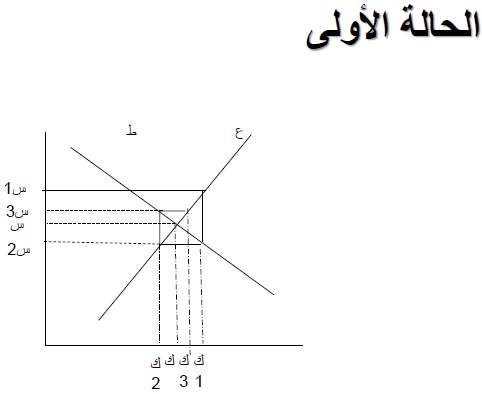 الحالة الأولى
ط ع
س1
س3
س
س2
ك ك ك ك
2 3 1